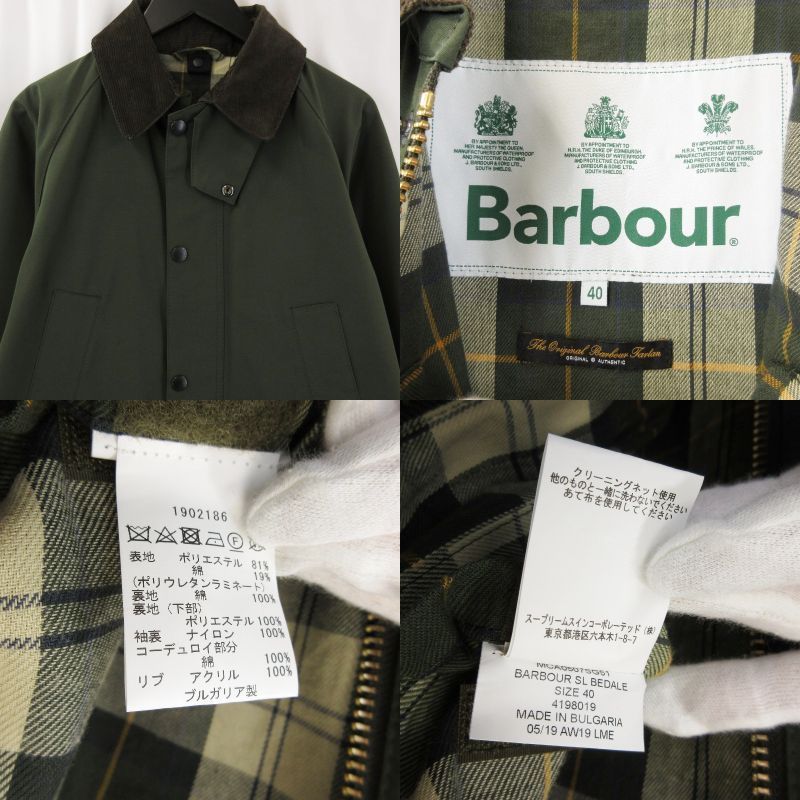 BY APPOINTMENT TO
HER MAJESTY THE QUEEN.
MANUFACTURERS OF WATERPROOF
AND PROTECTIVE CLOTHING
J. BARBOUR & SONS LTD
SOUTH SHIELDS.
BY APPOINTMENT TO
H.R.H. THE DUKE OF EDINBURGH.
MANUFACTURERS OF WATERPROOF
AND PROTECTIVE CLOTHING
J. BARBOUR & SONS LTD
SOUTH SHIELDS.
BY APPOINTMENT TO
H.R.H. THE PRINCE OF WALES.
MANUFACTURERS OF WATERPROOF
AND PROTECTIVE CLOTHING
J. BARBOUR & SONS LTD
SOUTH SHIELDS.
Barbour®
40
The Original Barbour Tartan
ORIGINAL & AUTHENTIC
1902186
表地 ポリエステル 81%
綿 19%
(ポリウレタンラミネート)
裏地 綿 100%
裏地(下部)
ポリエステル 100%
袖裏 ナイロン 100%
コーデュロイ部分
綿 100%
リブ アクリル 100%
ブルガリア製
クリーニングネット使用
他のものと一緒に洗わないでください
あて布を使用してください
スープリームスインコーポレーテッド(株)
東京都港区六本木1-8-7
BARBOUR SL BEDALE
SIZE 40
4198019
MADE IN BULGARIA
05/19 AW19 LME